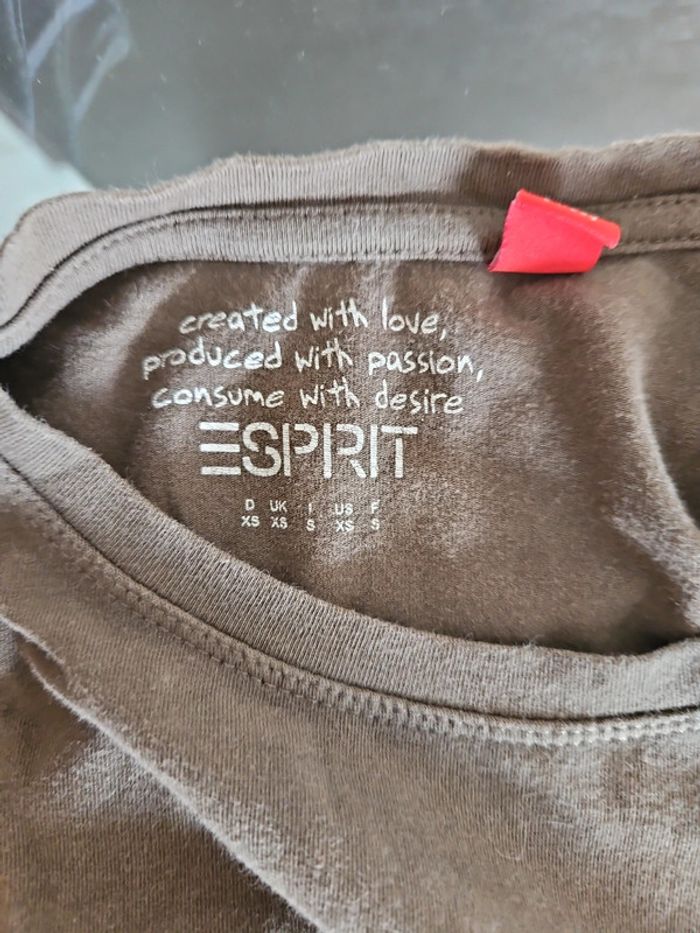 created with love,
produced with passion,
consume with desire
ESPRIT
D UK I US F
XS XS S XS S